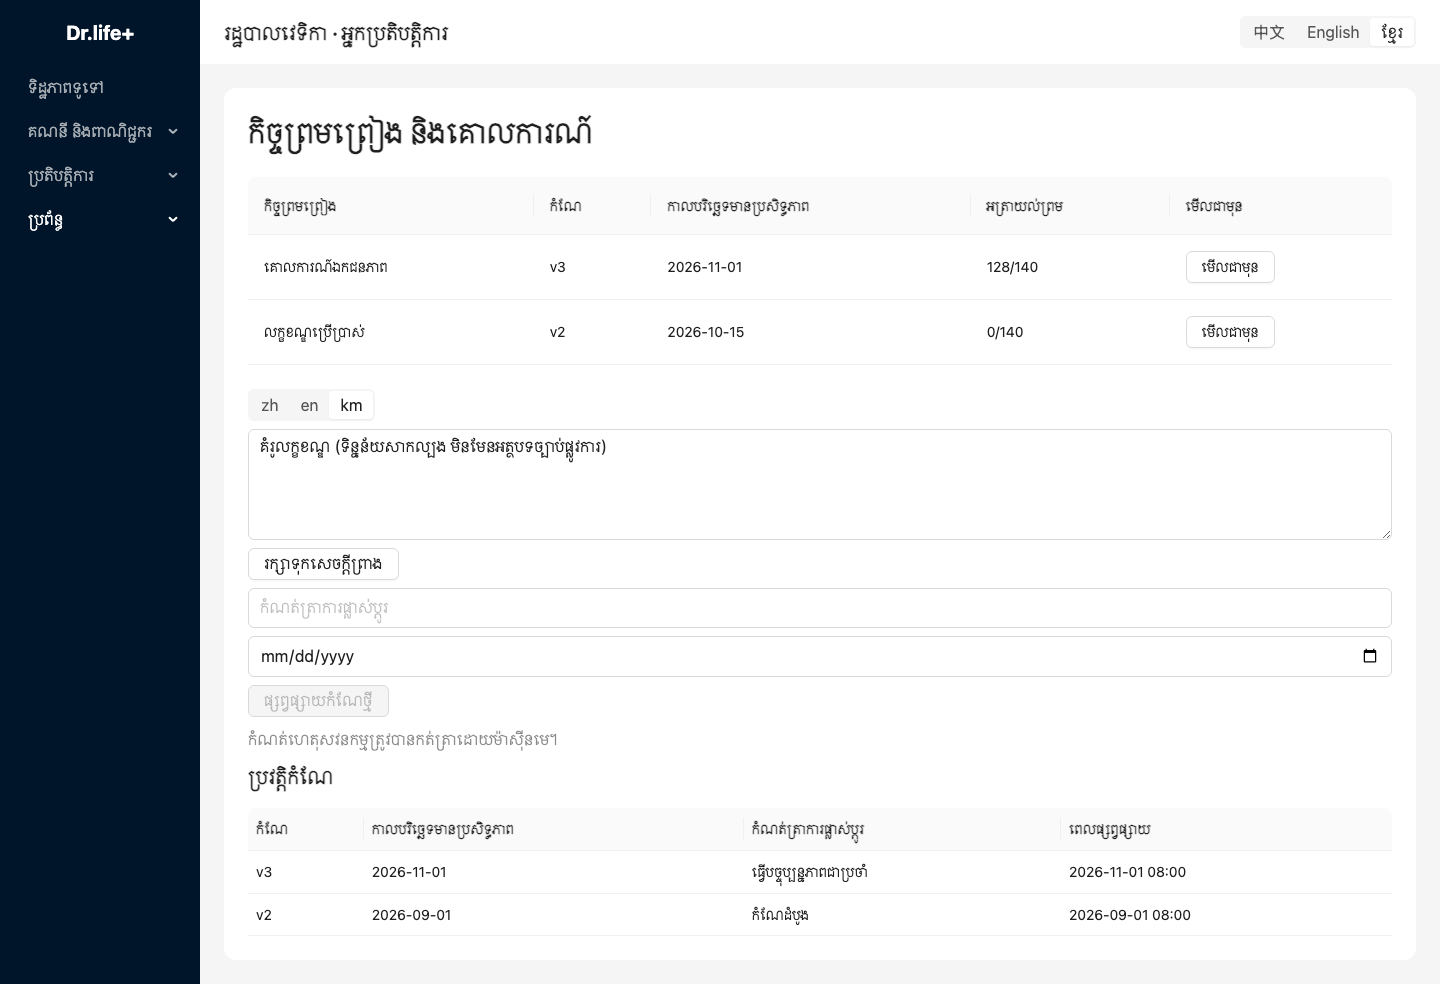 Dr.life+
រដ្ឋបាលវេទិកា · អ្នកប្រតិបត្តិការ
中文 English ខ្មែរ
ទិដ្ឋភាពទូទៅ
គណនី និងពាណិជ្ជករ
ប្រតិបត្តិការ
ប្រព័ន្ធ
កិច្ចព្រមព្រៀង និងគោលការណ៍
កិច្ចព្រមព្រៀង កំណែ កាលបរិច្ឆេទមានប្រសិទ្ធភាព អត្រាយល់ព្រម មើលជាមុន
គោលការណ៍ឯកជនភាព v3 2026-11-01 128/140 មើលជាមុន
លក្ខខណ្ឌប្រើប្រាស់ v2 2026-10-15 0/140 មើលជាមុន
zh en km
គំរូលក្ខខណ្ឌ (ទិន្នន័យសាកល្បង មិនមែនអត្ថបទច្បាប់ផ្លូវការ)
រក្សាទុកសេចក្តីព្រាង
កំណត់ត្រាការផ្លាស់ប្តូរ
mm/dd/yyyy
ផ្សព្វផ្សាយកំណែថ្មី
កំណត់ហេតុសវនកម្មត្រូវបានកត់ត្រាដោយម៉ាស៊ីនមេ។
ប្រវត្តិកំណែ
កំណែ កាលបរិច្ឆេទមានប្រសិទ្ធភាព កំណត់ត្រាការផ្លាស់ប្តូរ ពេលផ្សព្វផ្សាយ
v3 2026-11-01 ធ្វើបច្ចុប្បន្នភាពជាប្រចាំ 2026-11-01 08:00
v2 2026-09-01 កំណែដំបូង 2026-09-01 08:00